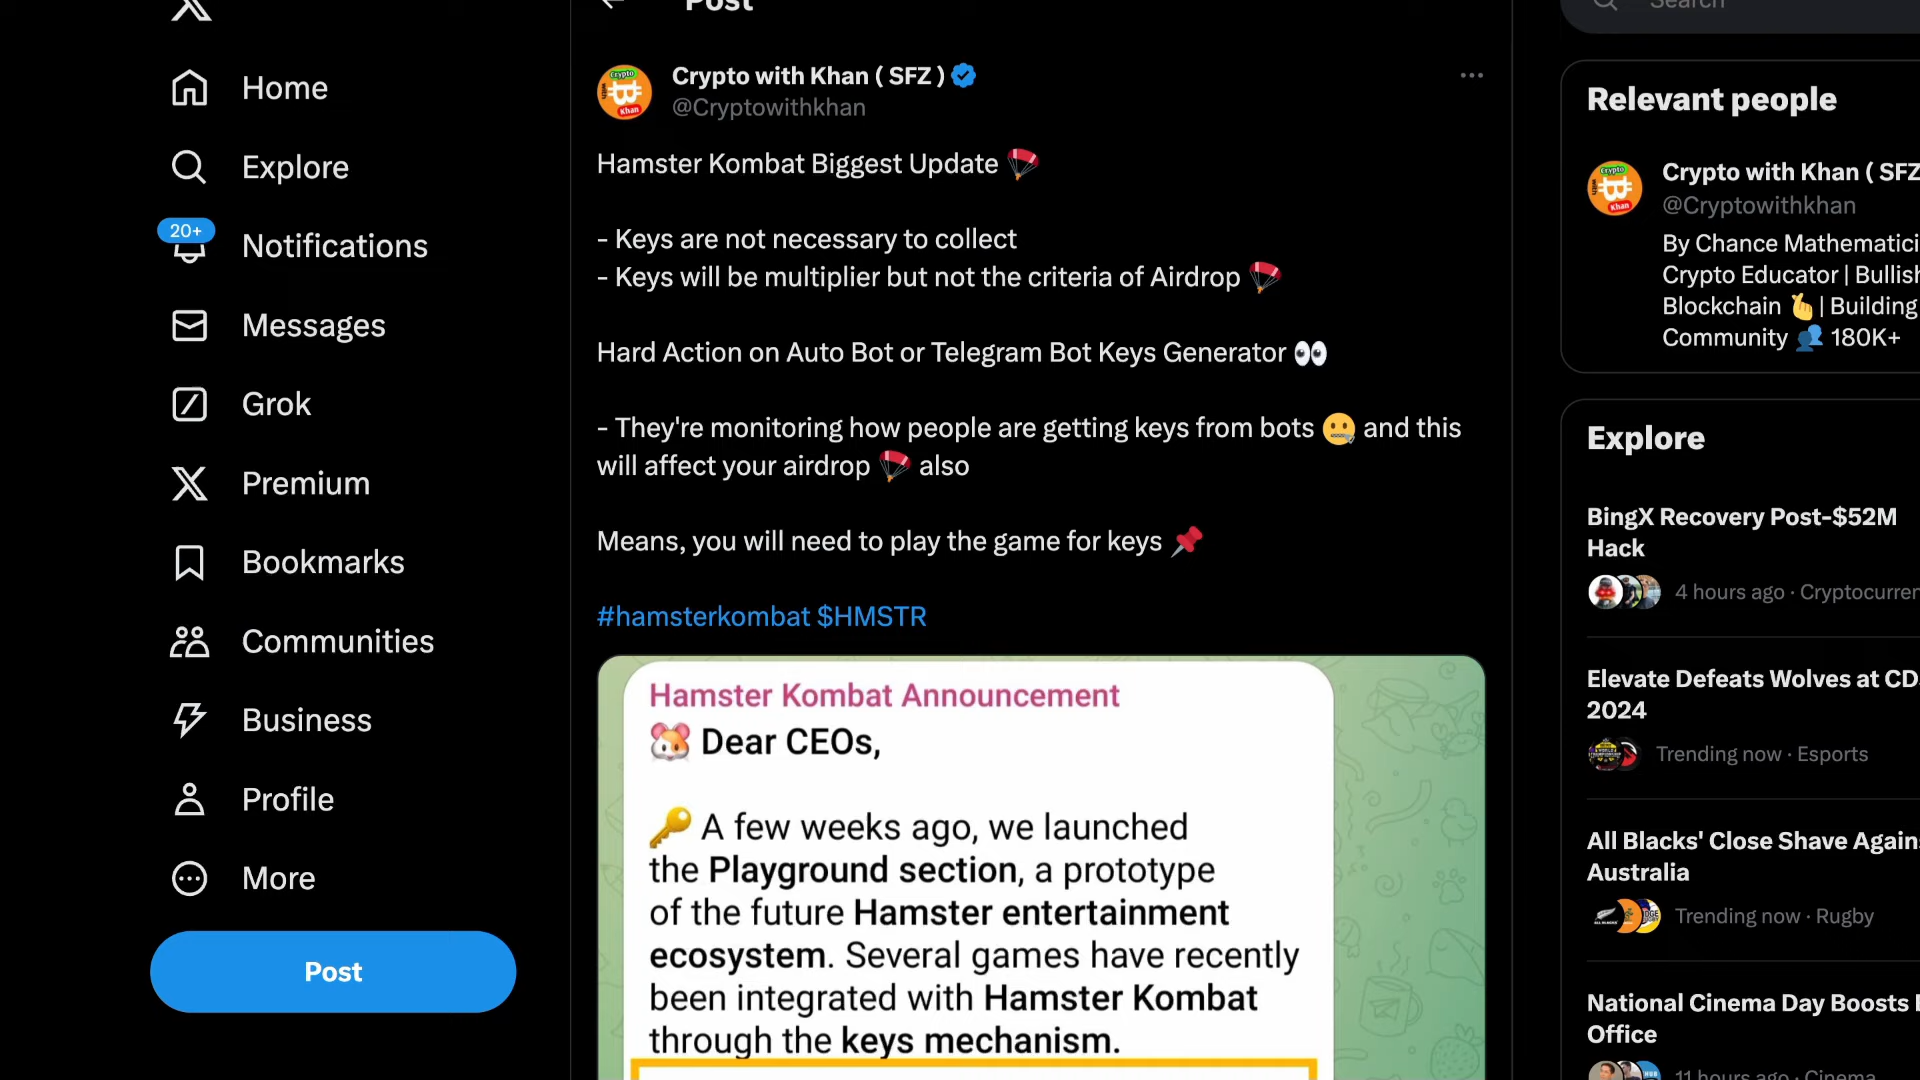 Post
Search
Home
Explore
20+
Notifications
Messages
Grok
Premium
Bookmarks
Communities
Business
Profile
More
Post
Crypto with Khan ( SFZ )
@Cryptowithkhan
Hamster Kombat Biggest Update 🪂
- Keys are not necessary to collect
- Keys will be multiplier but not the criteria of Airdrop 🪂
Hard Action on Auto Bot or Telegram Bot Keys Generator 👀
- They're monitoring how people are getting keys from bots 🤐 and this
will affect your airdrop 🪂 also
Means, you will need to play the game for keys 📌
#hamsterkombat $HMSTR
Hamster Kombat Announcement
🐹 Dear CEOs,
🔑 A few weeks ago, we launched
the Playground section, a prototype
of the future Hamster entertainment
ecosystem. Several games have recently
been integrated with Hamster Kombat
through the keys mechanism.
Relevant people
Crypto with Khan ( SFZ
@Cryptowithkhan
By Chance Mathematici
Crypto Educator | Bullish
Blockchain 🫰 | Building
Community 👥 180K+
Explore
BingX Recovery Post-$52M
Hack
4 hours ago · Cryptocurren
Elevate Defeats Wolves at CD
2024
Trending now · Esports
All Blacks' Close Shave Again
Australia
Trending now · Rugby
National Cinema Day Boosts
Office
11 hours ago · Cinema